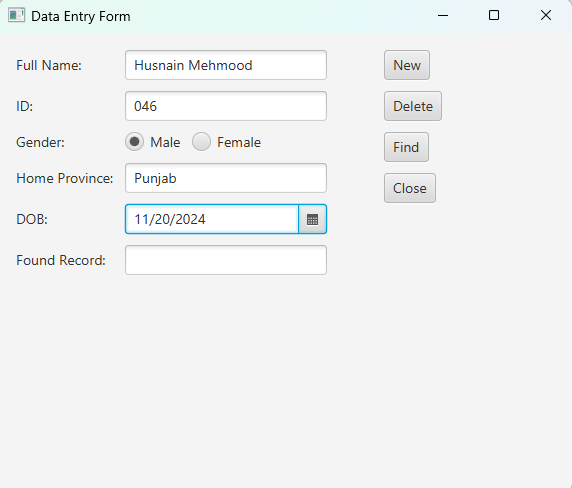 Data Entry Form
Full Name: Husnain Mehmood New
ID: 046 Delete
Gender: Male Female Find
Home Province: Punjab Close
DOB: 11/20/2024
Found Record: